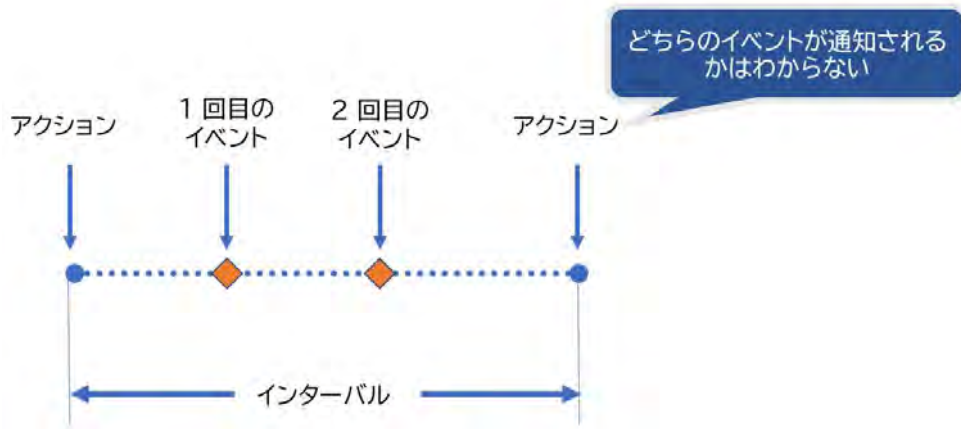 どちらのイベントが通知される
かはわからない
アクション
1 回目の
イベント
2 回目の
イベント
アクション
インターバル